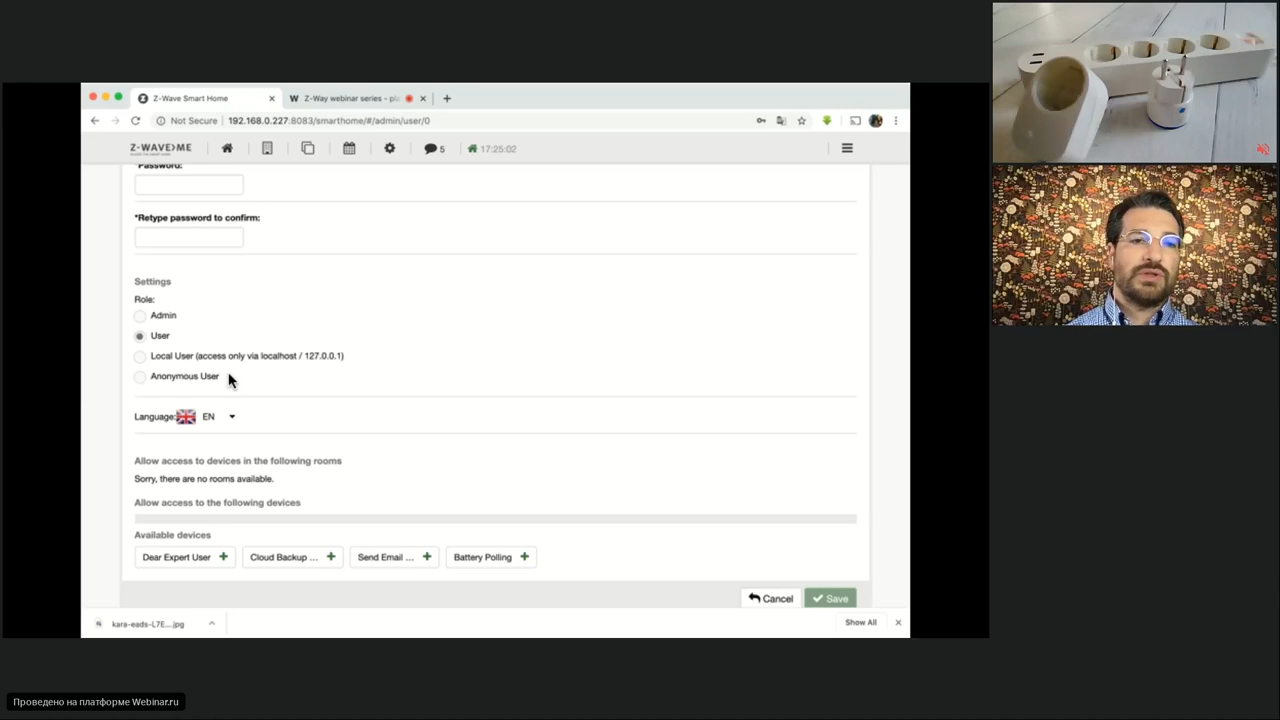 Z-Wave Smart Home
Z-Way webinar series - pla
Not Secure
192.168.0.227:8083/smarthome/#/admin/user/0
Z-WAVE>ME
5
17:25:02
*Password:
*Retype password to confirm:
Settings
Role:
Admin
User
Local User (access only via localhost / 127.0.0.1)
Anonymous User
Language:
EN
Allow access to devices in the following rooms
Sorry, there are no rooms available.
Allow access to the following devices
Available devices
Dear Expert User +
Cloud Backup ... +
Send Email ... +
Battery Polling +
Cancel
Save
kara-eads-L7E....jpg
Show All
Проведено на платформе Webinar.ru